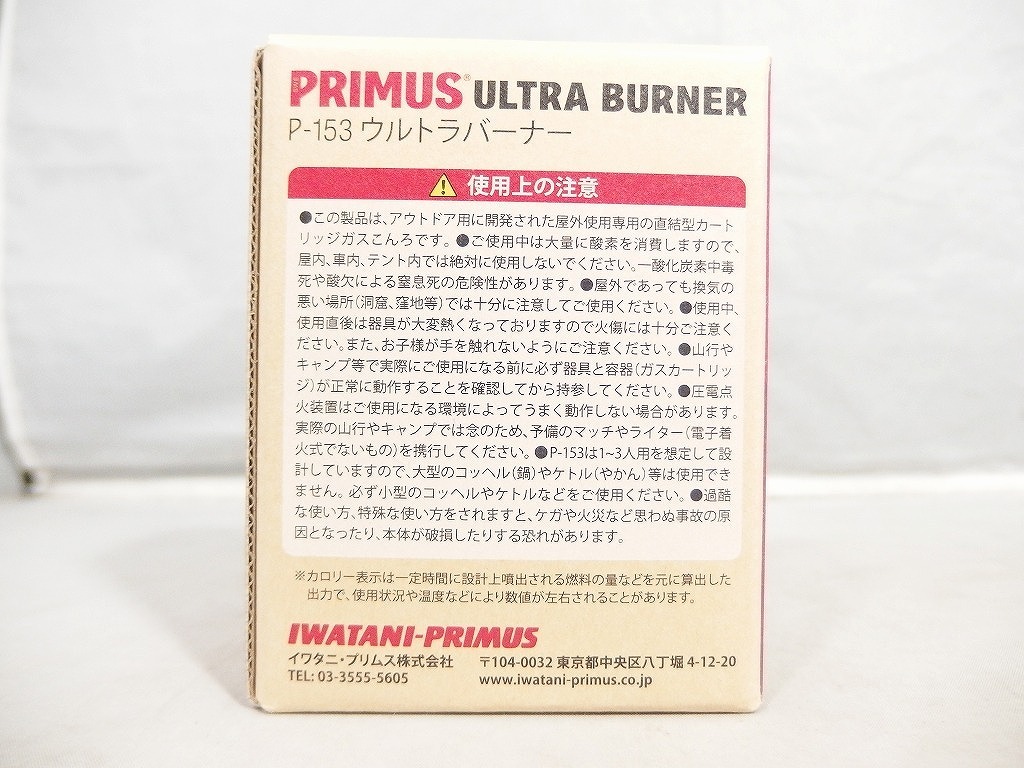 PRIMUS® ULTRA BURNER
P-153 ウルトラバーナー
使用上の注意
●この製品は、アウトドア用に開発された屋外使用専用の直結型カート
リッジガスこんろです。●ご使用中は大量に酸素を消費しますので、
屋内、車内、テント内では絶対に使用しないでください。一酸化炭素中毒
死や酸欠による窒息死の危険性があります。●屋外であっても換気の
悪い場所(洞窟、窪地等)では十分に注意してご使用ください。●使用中、
使用直後は器具が大変熱くなっておりますので火傷には十分ご注意く
ださい。また、お子様が手を触れないようにご注意ください。●山行や
キャンプ等で実際にご使用になる前に必ず器具と容器(ガスカートリッ
ジ)が正常に動作することを確認してから持参してください。●圧電点
火装置はご使用になる環境によってうまく動作しない場合があります。
実際の山行やキャンプでは念のため、予備のマッチやライター(電子着
火式でないもの)を携行してください。●P-153は1~3人用を想定して設
計していますので、大型のコッヘル(鍋)やケトル(やかん)等は使用でき
ません。必ず小型のコッヘルやケトルなどをご使用ください。●過酷
な使い方、特殊な使い方をされますと、ケガや火災など思わぬ事故の原
因となったり、本体が破損したりする恐れがあります。
※カロリー表示は一定時間に設計上噴出される燃料の量などを元に算出した
出力で、使用状況や温度などにより数値が左右されることがあります。
IWATANI-PRIMUS
イワタニ・プリムス株式会社 〒104-0032 東京都中央区八丁堀 4-12-20
TEL: 03-3555-5605 www.iwatani-primus.co.jp